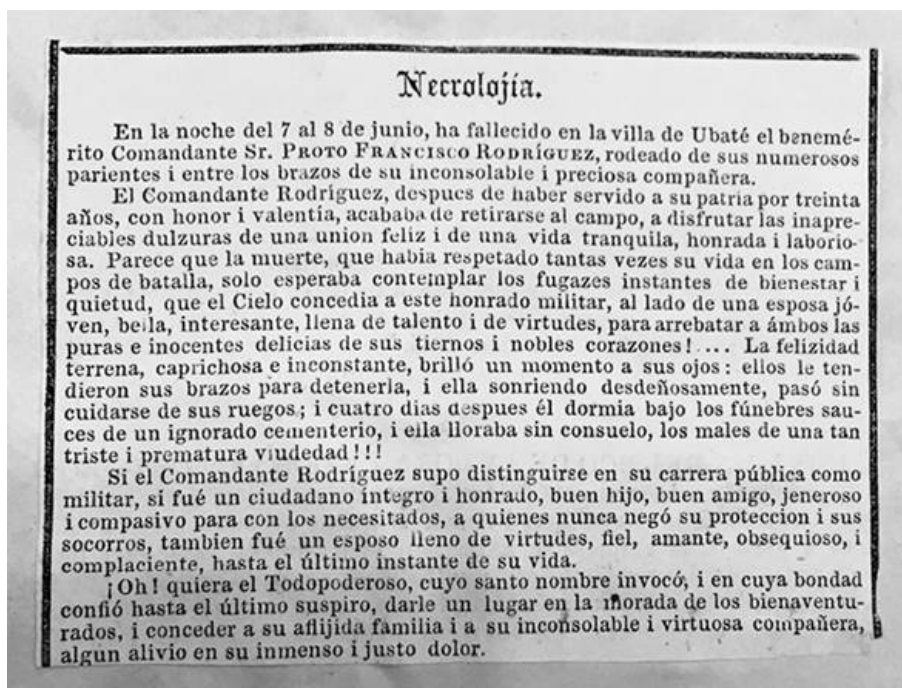 Necrolojía.
En la noche del 7 al 8 de junio, ha fallecido en la villa de Ubaté el benemé-
rito Comandante Sr. PROTO FRANCISCO RODRÍGUEZ, rodeado de sus numerosos
parientes i entre los brazos de su inconsolable i preciosa compañera.
El Comandante Rodríguez, despues de haber servido a su patria por treinta
años, con honor i valentía, acababa de retirarse al campo, a disfrutar las inapre-
ciables dulzuras de una union feliz i de una vida tranquila, honrada i laborio-
sa. Parece que la muerte, que había respetado tantas vezes su vida en los cam-
pos de batalla, solo esperaba contemplar los fugazes instantes de bienestar i
quietud, que el Cielo concedia a este honrado militar, al lado de una esposa jó-
ven, bella, interesante, llena de talento i de virtudes, para arrebatar a ámbos las
puras e inocentes delicias de sus tiernos i nobles corazones!.... La felizidad
terrena, caprichosa e inconstante, brilló un momento a sus ojos: ellos le ten-
dieron sus brazos para detenerla, i ella sonriendo desdeñosamente, pasó sin
cuidarse de sus ruegos; i cuatro dias despues él dormia bajo los fúnebres sau-
ces de un ignorado cementerio, i ella lloraba sin consuelo, los males de una tan
triste i prematura viudedad!!!
Si el Comandante Rodríguez supo distinguirse en su carrera pública como
militar, si fué un ciudadano íntegro i honrado, buen hijo, buen amigo, jeneroso
i compasivo para con los necesitados, a quienes nunca negó su proteccion i sus
socorros, tambien fué un esposo lleno de virtudes, fiel, amante, obsequioso, i
complaciente, hasta el último instante de su vida.
¡Oh! quiera el Todopoderoso, cuyo santo nombre invocó, i en cuya bondad
confió hasta el último suspiro, darle un lugar en la morada de los bienaventu-
rados, i conceder a su aflijida familia i a su inconsolable i virtuosa compañera,
algun alivio en su inmenso i justo dolor.